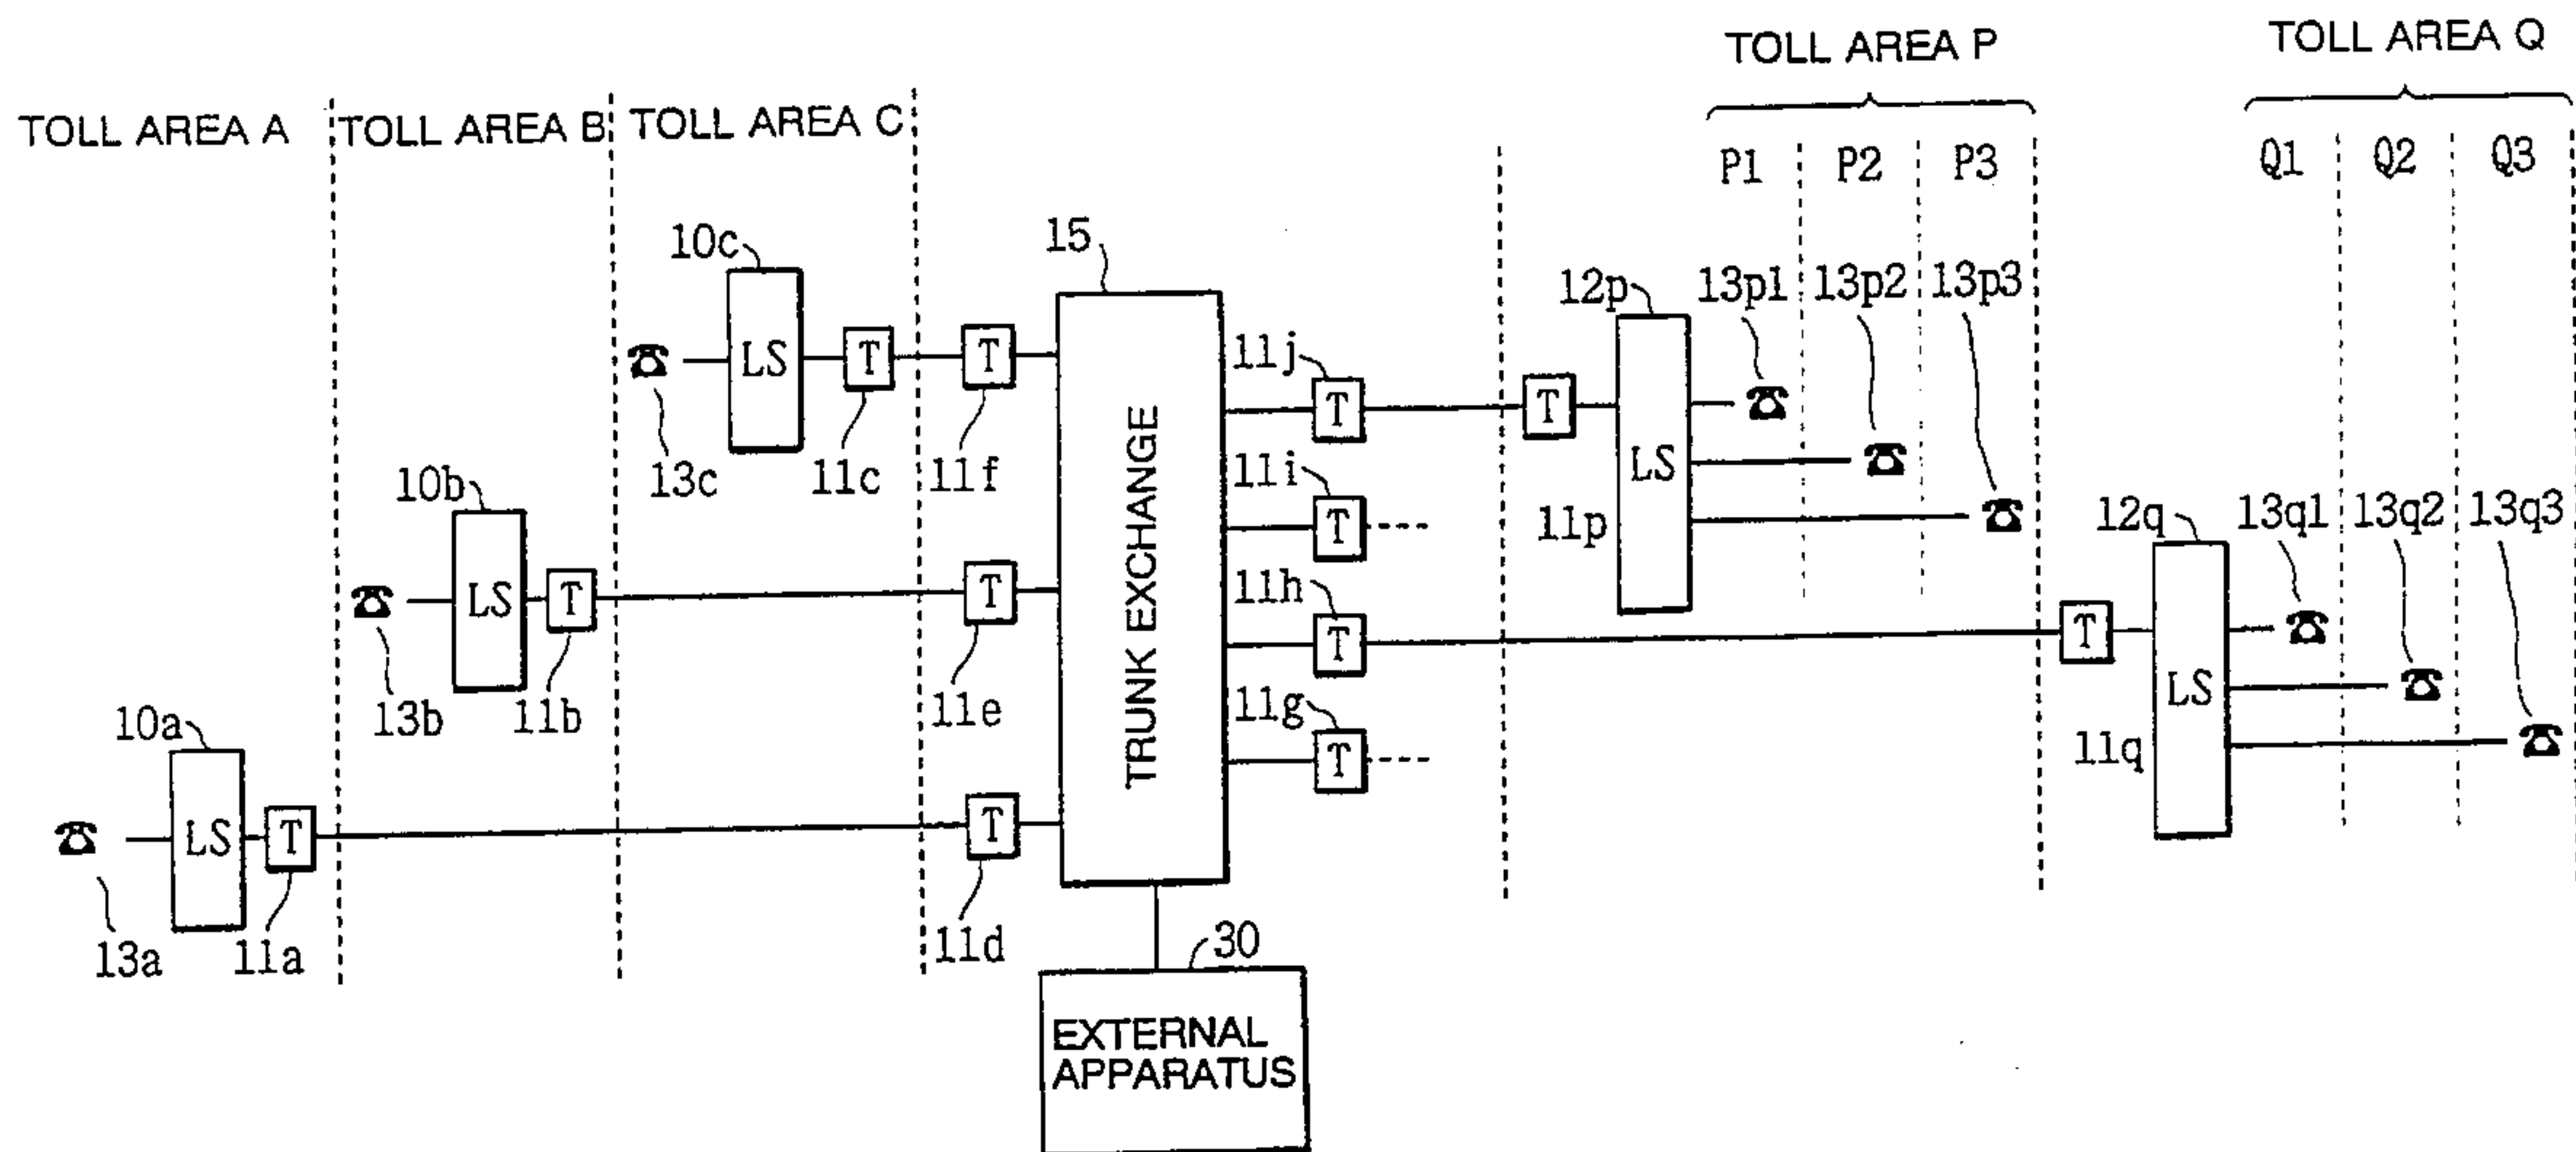 TOLL AREA P
TOLL AREA Q
TOLL AREA A
TOLL AREA B
TOLL AREA C
P1
P2
P3
Q1
Q2
Q3
10c
15
12p
13p1
13p2
13p3
LS
T
T
11j
T
T
13c
11c
11f
TRUNK EXCHANGE
11i
T
LS
11p
10b
LS
T
13b
11b
T
11e
11h
T
12q
13q1
13q2
13q3
T
LS
11q
10a
LS
T
13a
11a
T
11d
11g
T
30
EXTERNAL
APPARATUS